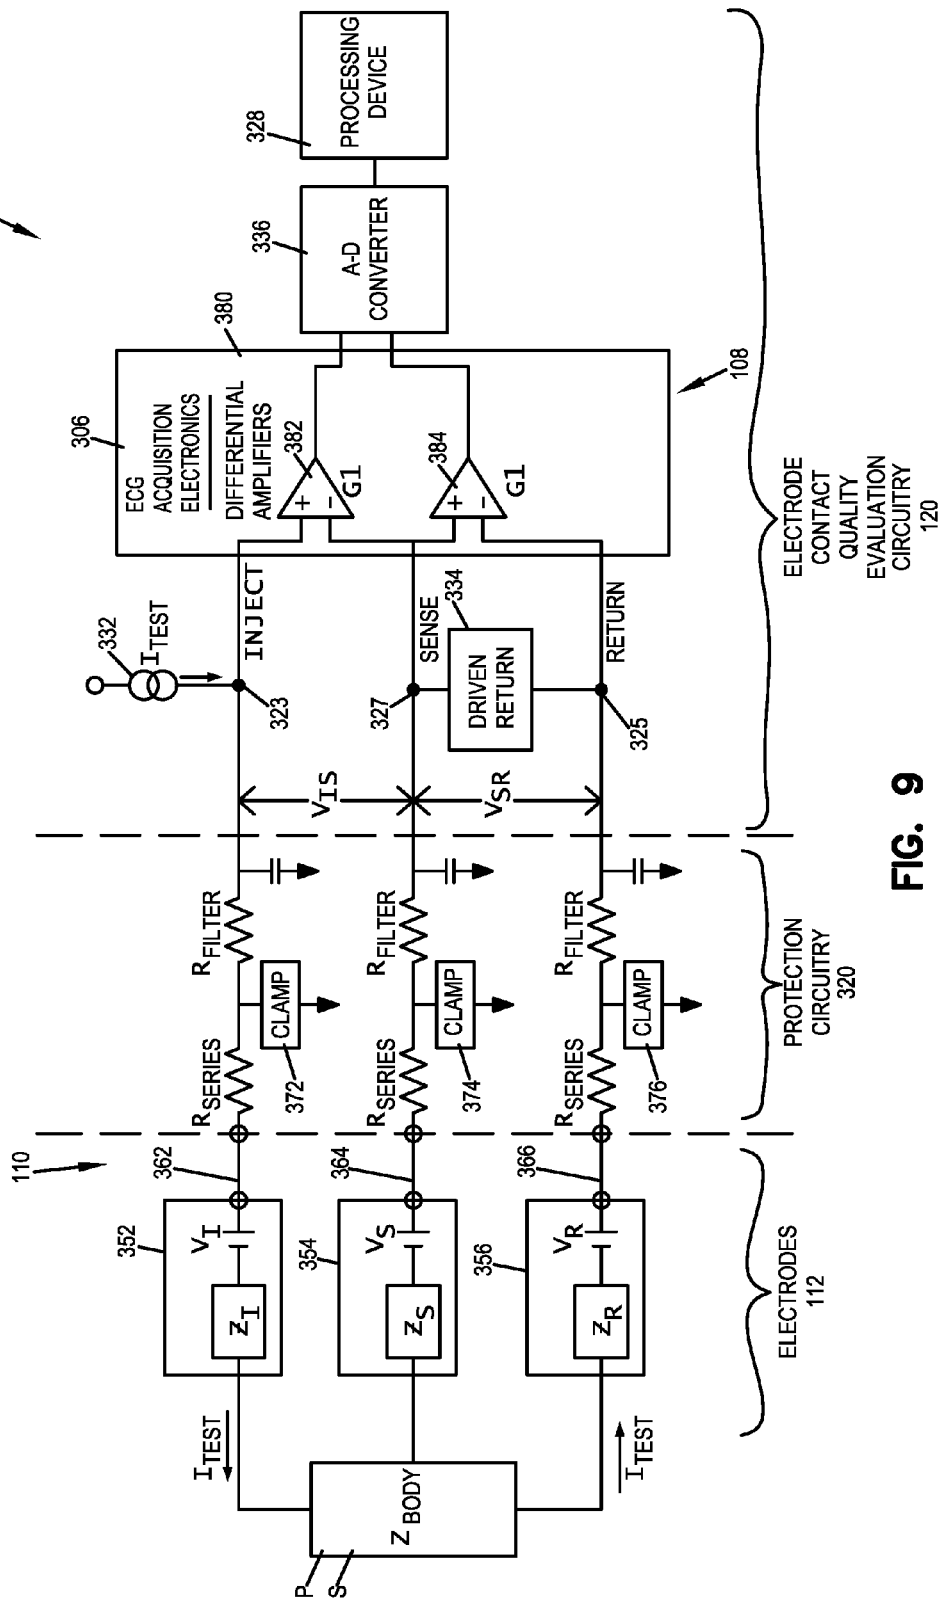 P
S
Z BODY
ITEST
ITEST
110
352
ZI
VI
354
ZS
VS
356
ZR
VR
362
364
366
ELECTRODES
112
RSERIES
372
CLAMP
RFILTER
RSERIES
374
CLAMP
RFILTER
RSERIES
376
CLAMP
RFILTER
PROTECTION
CIRCUITRY
320
VIS
VSR
332
ITEST
323
INJECT
327
SENSE
334
DRIVEN
RETURN
325
RETURN
306
ECG
ACQUISITION
ELECTRONICS
DIFFERENTIAL
AMPLIFIERS
380
+
-
382
G1
+
-
384
G1
108
336
A-D
CONVERTER
328
PROCESSING
DEVICE
ELECTRODE
CONTACT
QUALITY
EVALUATION
CIRCUITRY
120
FIG. 9